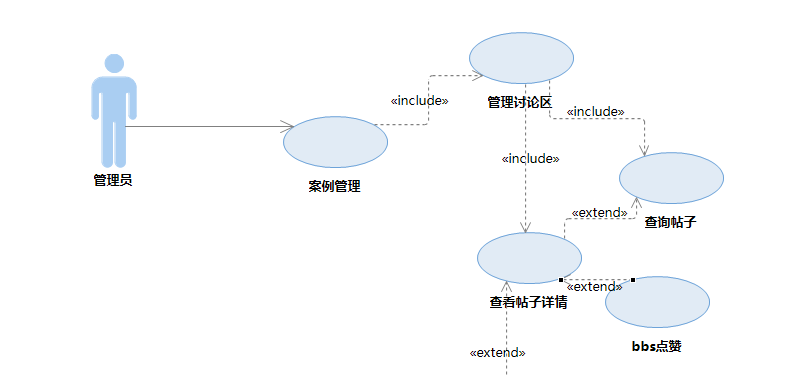 «include»
管理讨论区
«include»
管理员
案例管理
«include»
«extend»
查询帖子
«extend»
查看帖子详情
bbs点赞
«extend»